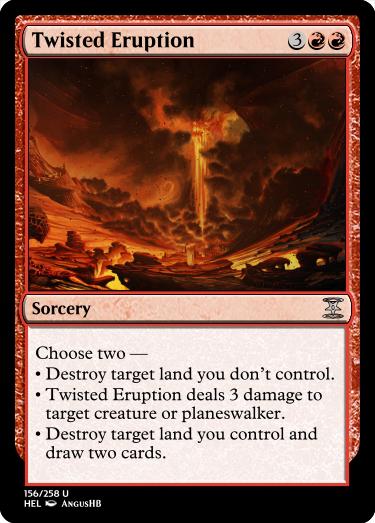 Twisted Eruption 3
Sorcery
Choose two —
• Destroy target land you don't control.
• Twisted Eruption deals 3 damage to
target creature or planeswalker.
• Destroy target land you control and
draw two cards.
156/258 U
HEL AngusHB